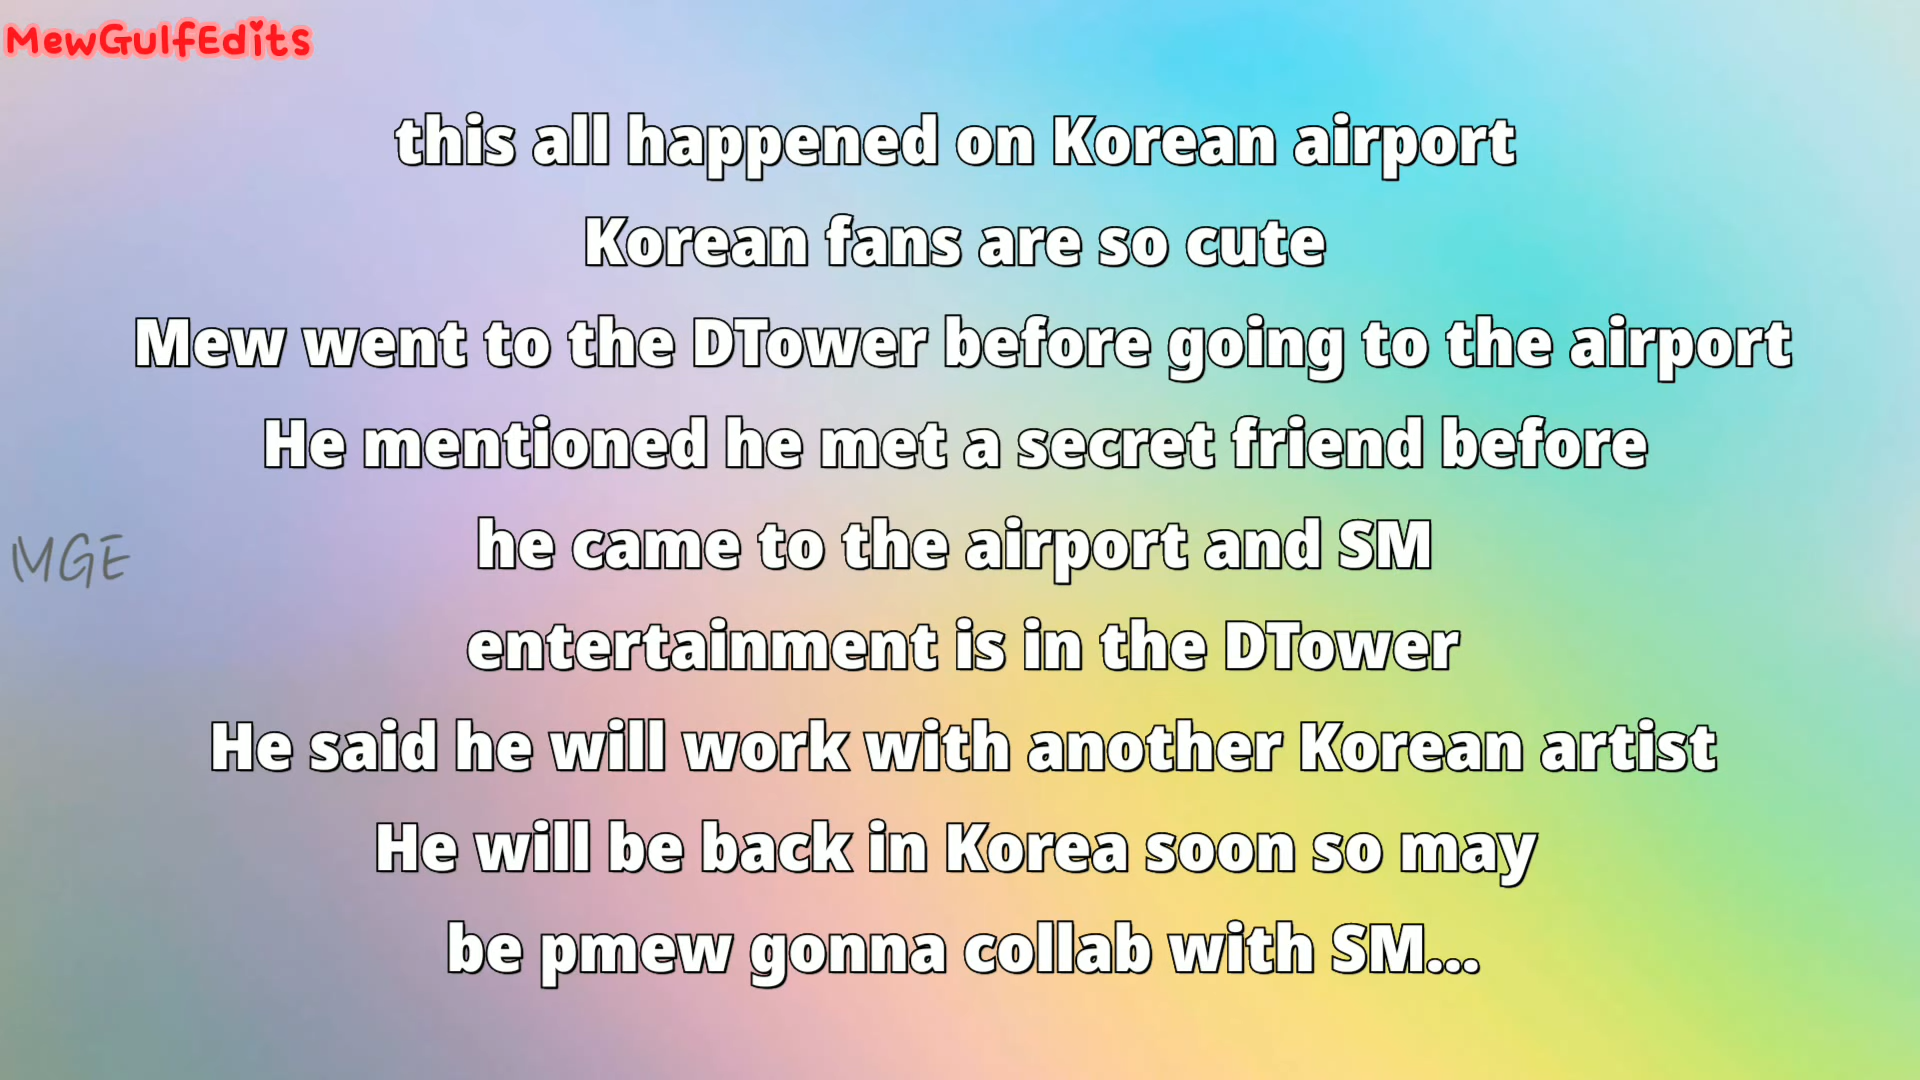 MewGulfEdits
this all happened on Korean airport
Korean fans are so cute
Mew went to the DTower before going to the airport
He mentioned he met a secret friend before
he came to the airport and SM
MGE
entertainment is in the DTower
He said he will work with another Korean artist
He will be back in Korea soon so may
be pmew gonna collab with SM...